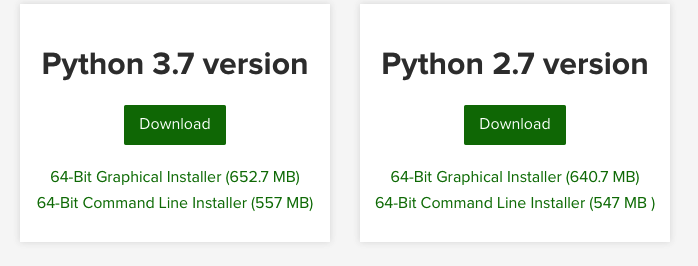 Python 3.7 version
Download
64-Bit Graphical Installer (652.7 MB)
64-Bit Command Line Installer (557 MB)
Python 2.7 version
Download
64-Bit Graphical Installer (640.7 MB)
64-Bit Command Line Installer (547 MB )